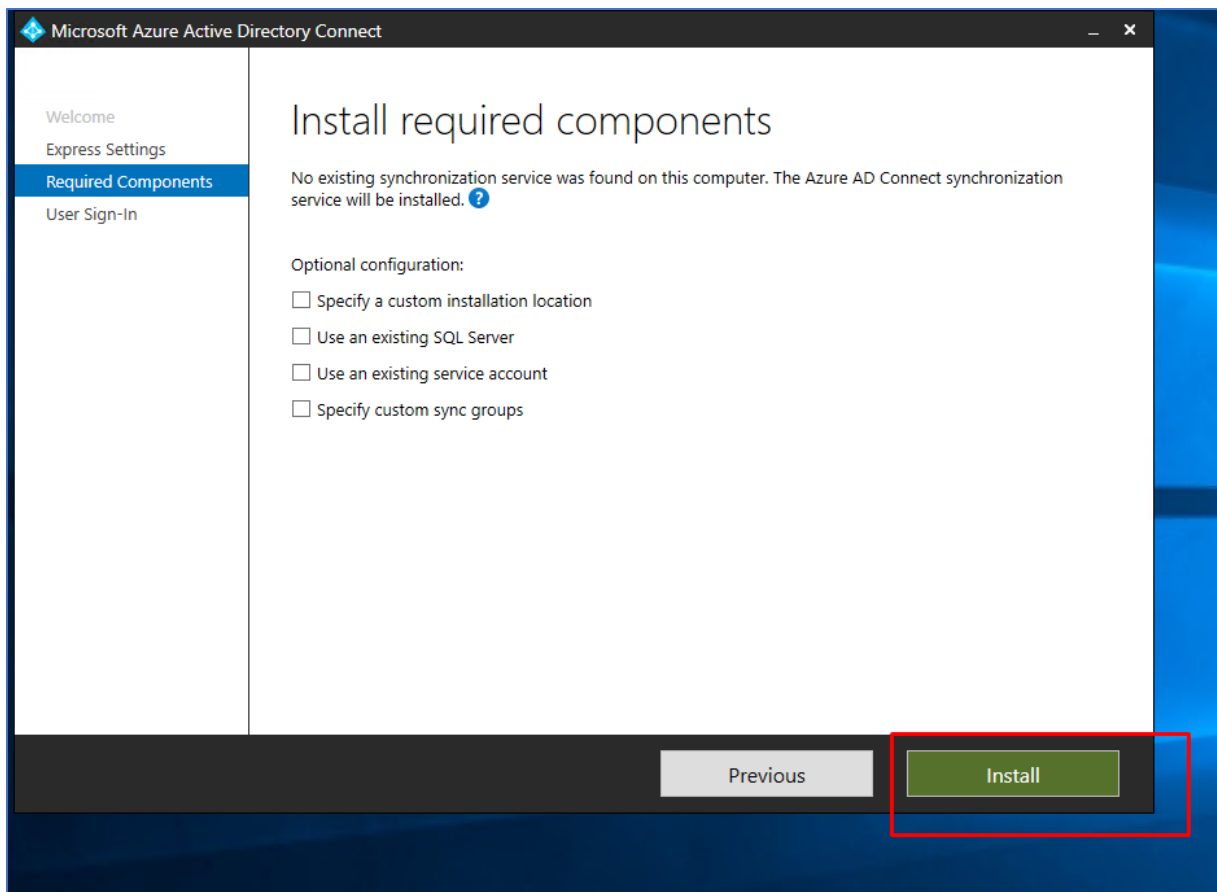 Microsoft Azure Active Directory Connect
Welcome
Express Settings
Required Components
User Sign-In
Install required components
No existing synchronization service was found on this computer. The Azure AD Connect synchronization
service will be installed. ?
Optional configuration:
Specify a custom installation location
Use an existing SQL Server
Use an existing service account
Specify custom sync groups
Previous
Install